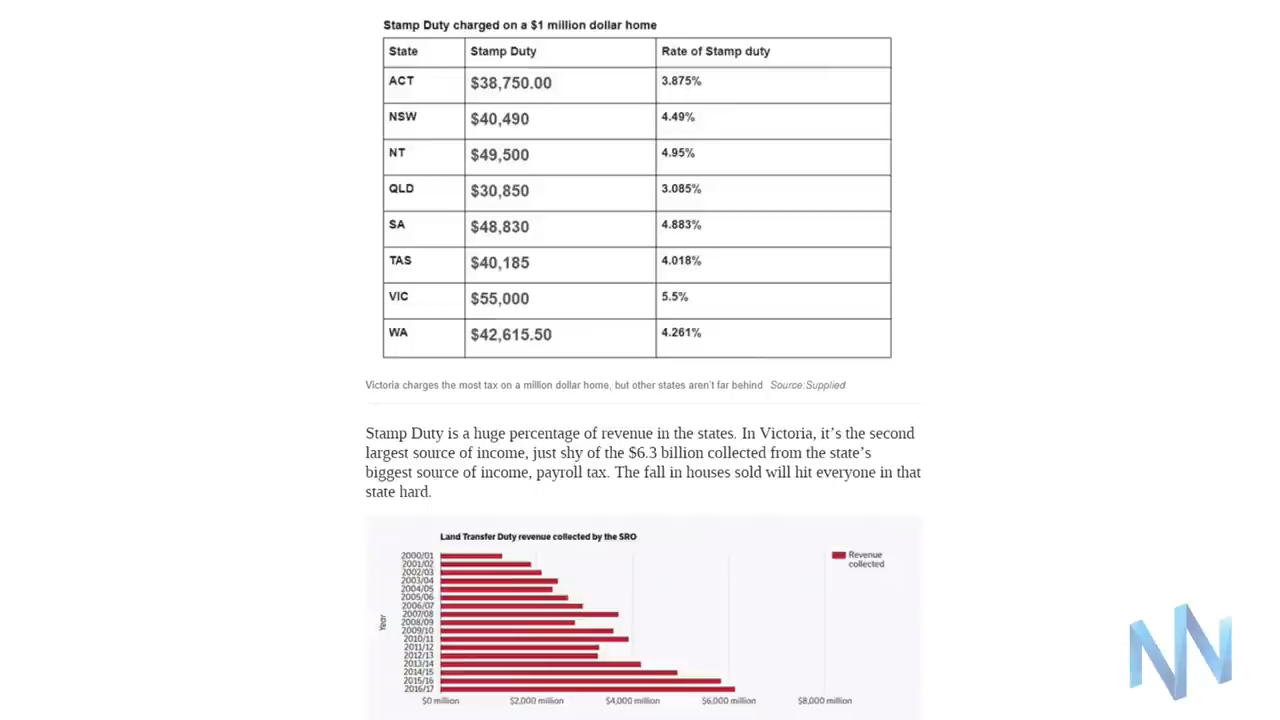 Stamp Duty charged on a $1 million dollar home
State Stamp Duty Rate of Stamp duty
ACT $38,750.00 3.875%
NSW $40,490 4.49%
NT $49,500 4.95%
QLD $30,850 3.085%
SA $48,830 4.883%
TAS $40,185 4.018%
VIC $55,000 5.5%
WA $42,615.50 4.261%
Victoria charges the most tax on a million dollar home, but other states aren't far behind Source:Supplied
Stamp Duty is a huge percentage of revenue in the states. In Victoria, it’s the second
largest source of income, just shy of the $6.3 billion collected from the state’s
biggest source of income, payroll tax. The fall in houses sold will hit everyone in that
state hard.
Land Transfer Duty revenue collected by the SRO
Revenue
collected
Year
2000/01
2001/02
2002/03
2003/04
2004/05
2005/06
2006/07
2007/08
2008/09
2009/10
2010/11
2011/12
2012/13
2013/14
2014/15
2015/16
2016/17
$0 million $2,000 million $4,000 million $6,000 million $8,000 million